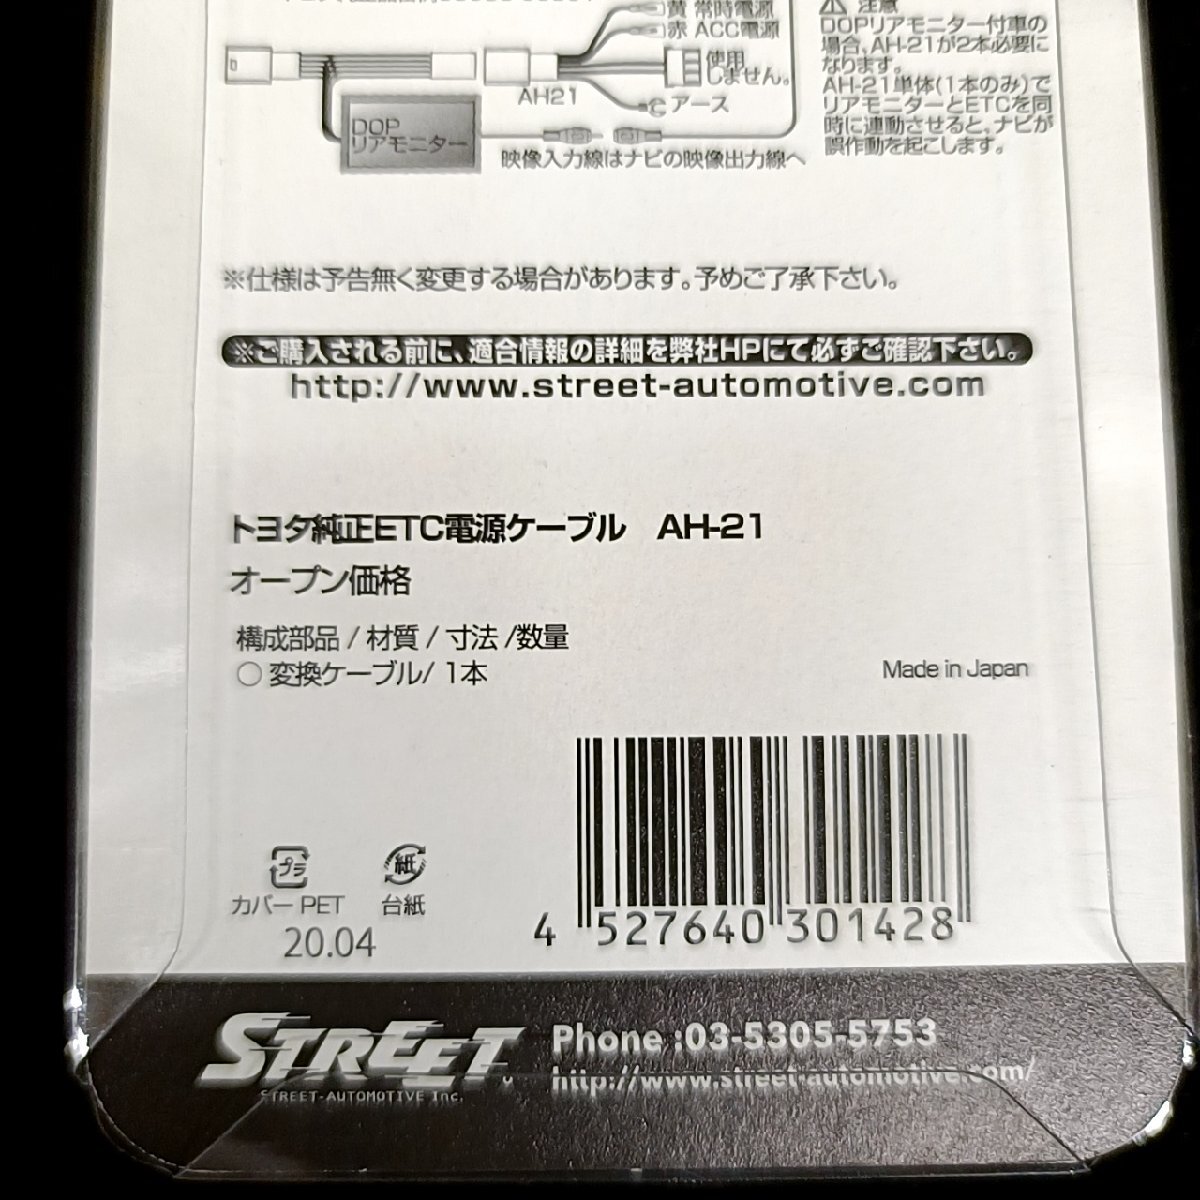 黄 常時電源
赤 ACC電源
使用
しません。
AH21
アース
DOP
リアモニター
映像入力線はナビの映像出力線へ
⚠ 注意
DOPリアモニター付車の
場合、AH-21が2本必要に
なります。
AH-21単体(1本のみ)で
リアモニターとETCを同
時に連動させると、ナビが
誤作動を起こします。
※仕様は予告無く変更する場合があります。予めご了承下さい。
※ご購入される前に、適合情報の詳細を弊社HPにて必ずご確認下さい。
http://www.street-automotive.com
トヨタ純正ETC電源ケーブル AH-21
オープン価格
構成部品 / 材質 / 寸法 /数量
○ 変換ケーブル/ 1本
Made in Japan
プラ
紙
カバー PET
台紙
20.04
4 527640 301428
STREET
STREET-AUTOMOTIVE Inc.
Phone :03-5305-5753
http://www.street-automotive.com/